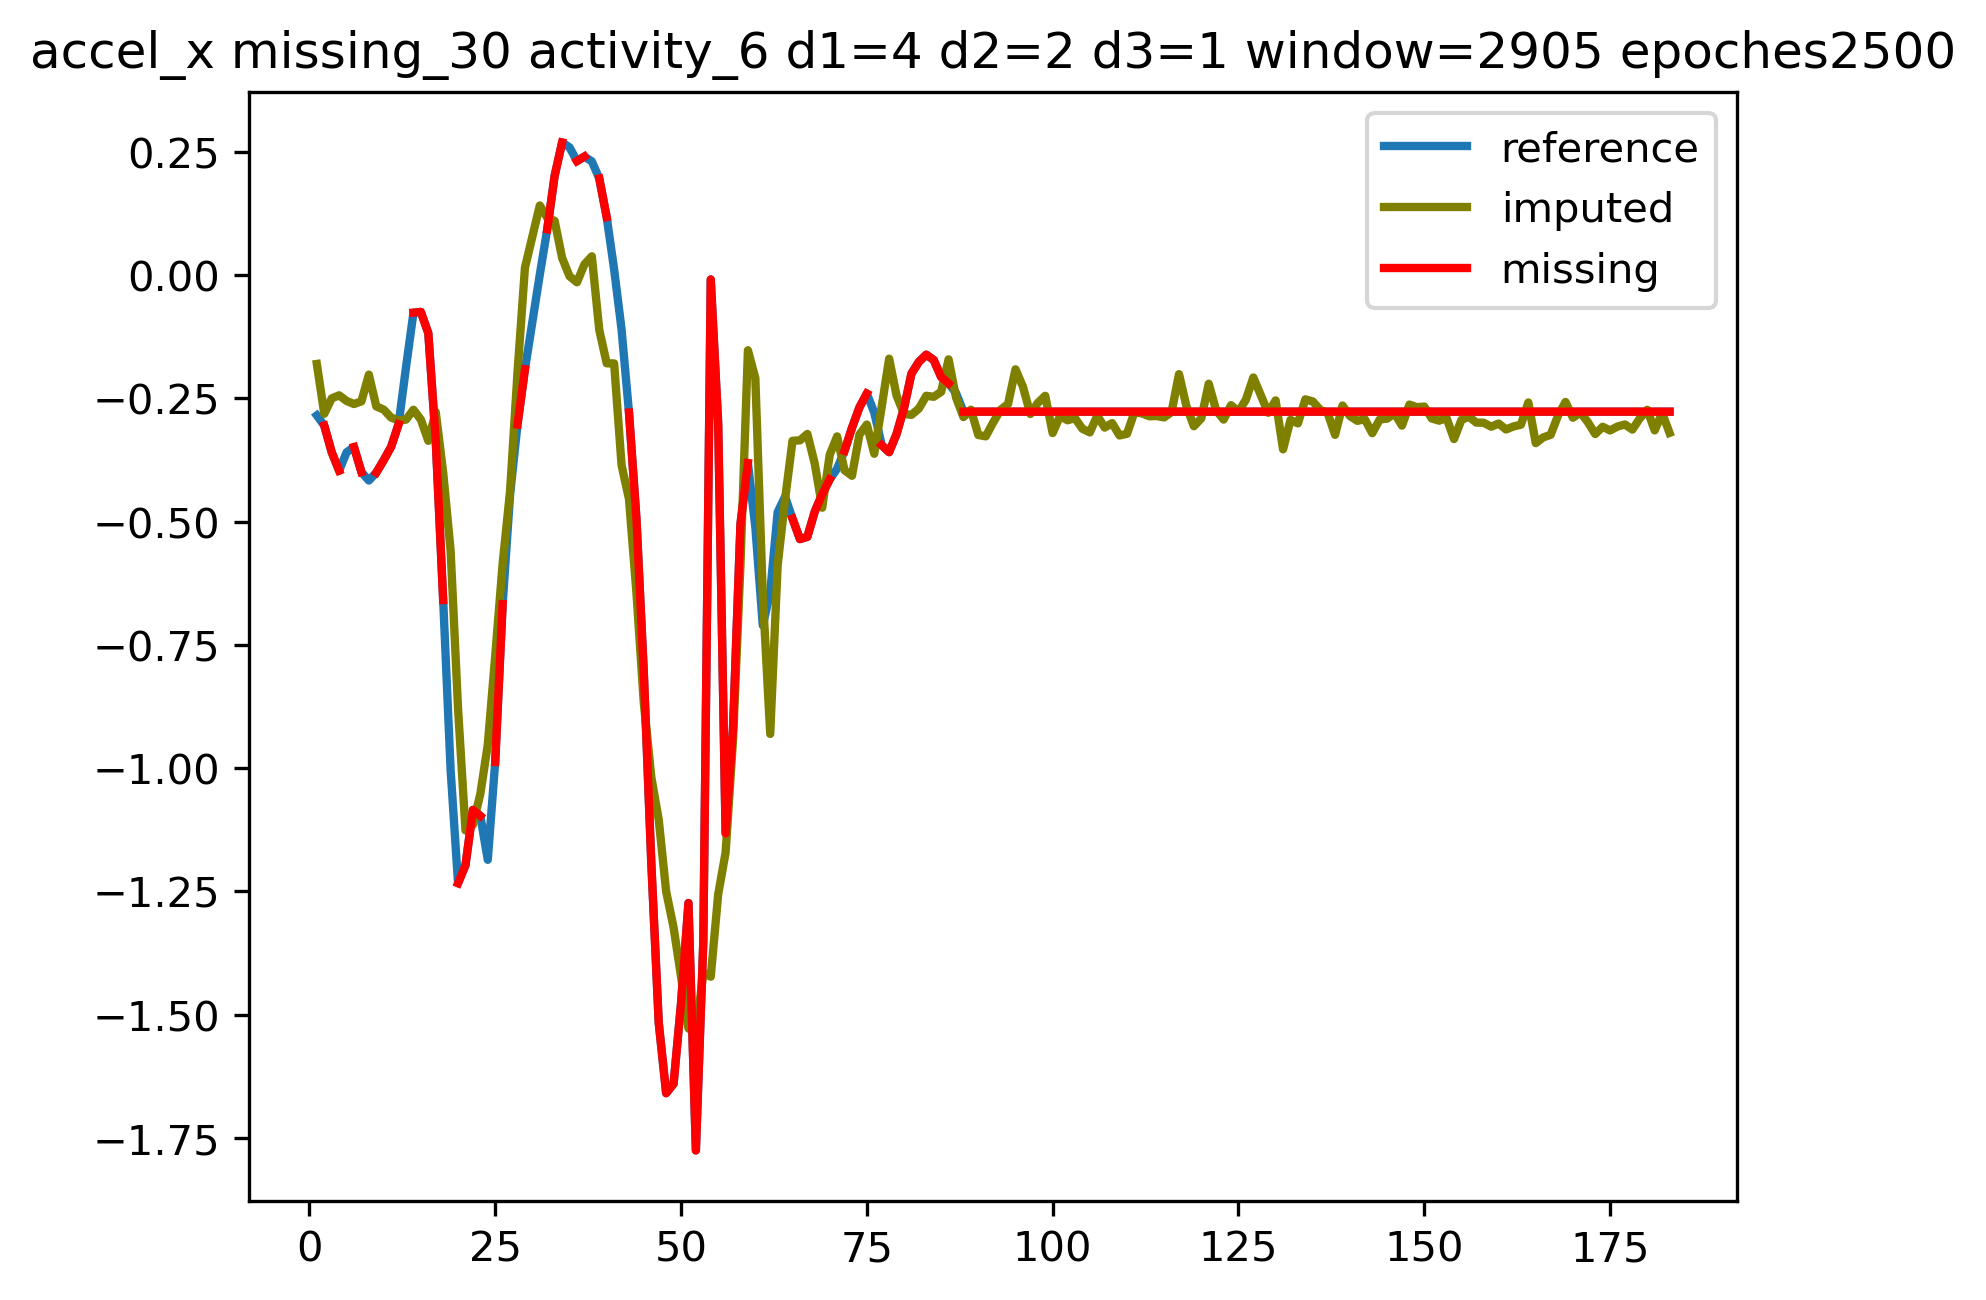 accel_x missing_30 activity_6 d1=4 d2=2 d3=1 window=2905 epoches2500
reference
imputed
missing
0.25
0.00
−0.25
−0.50
−0.75
−1.00
−1.25
−1.50
−1.75
0 25 50 75 100 125 150 175